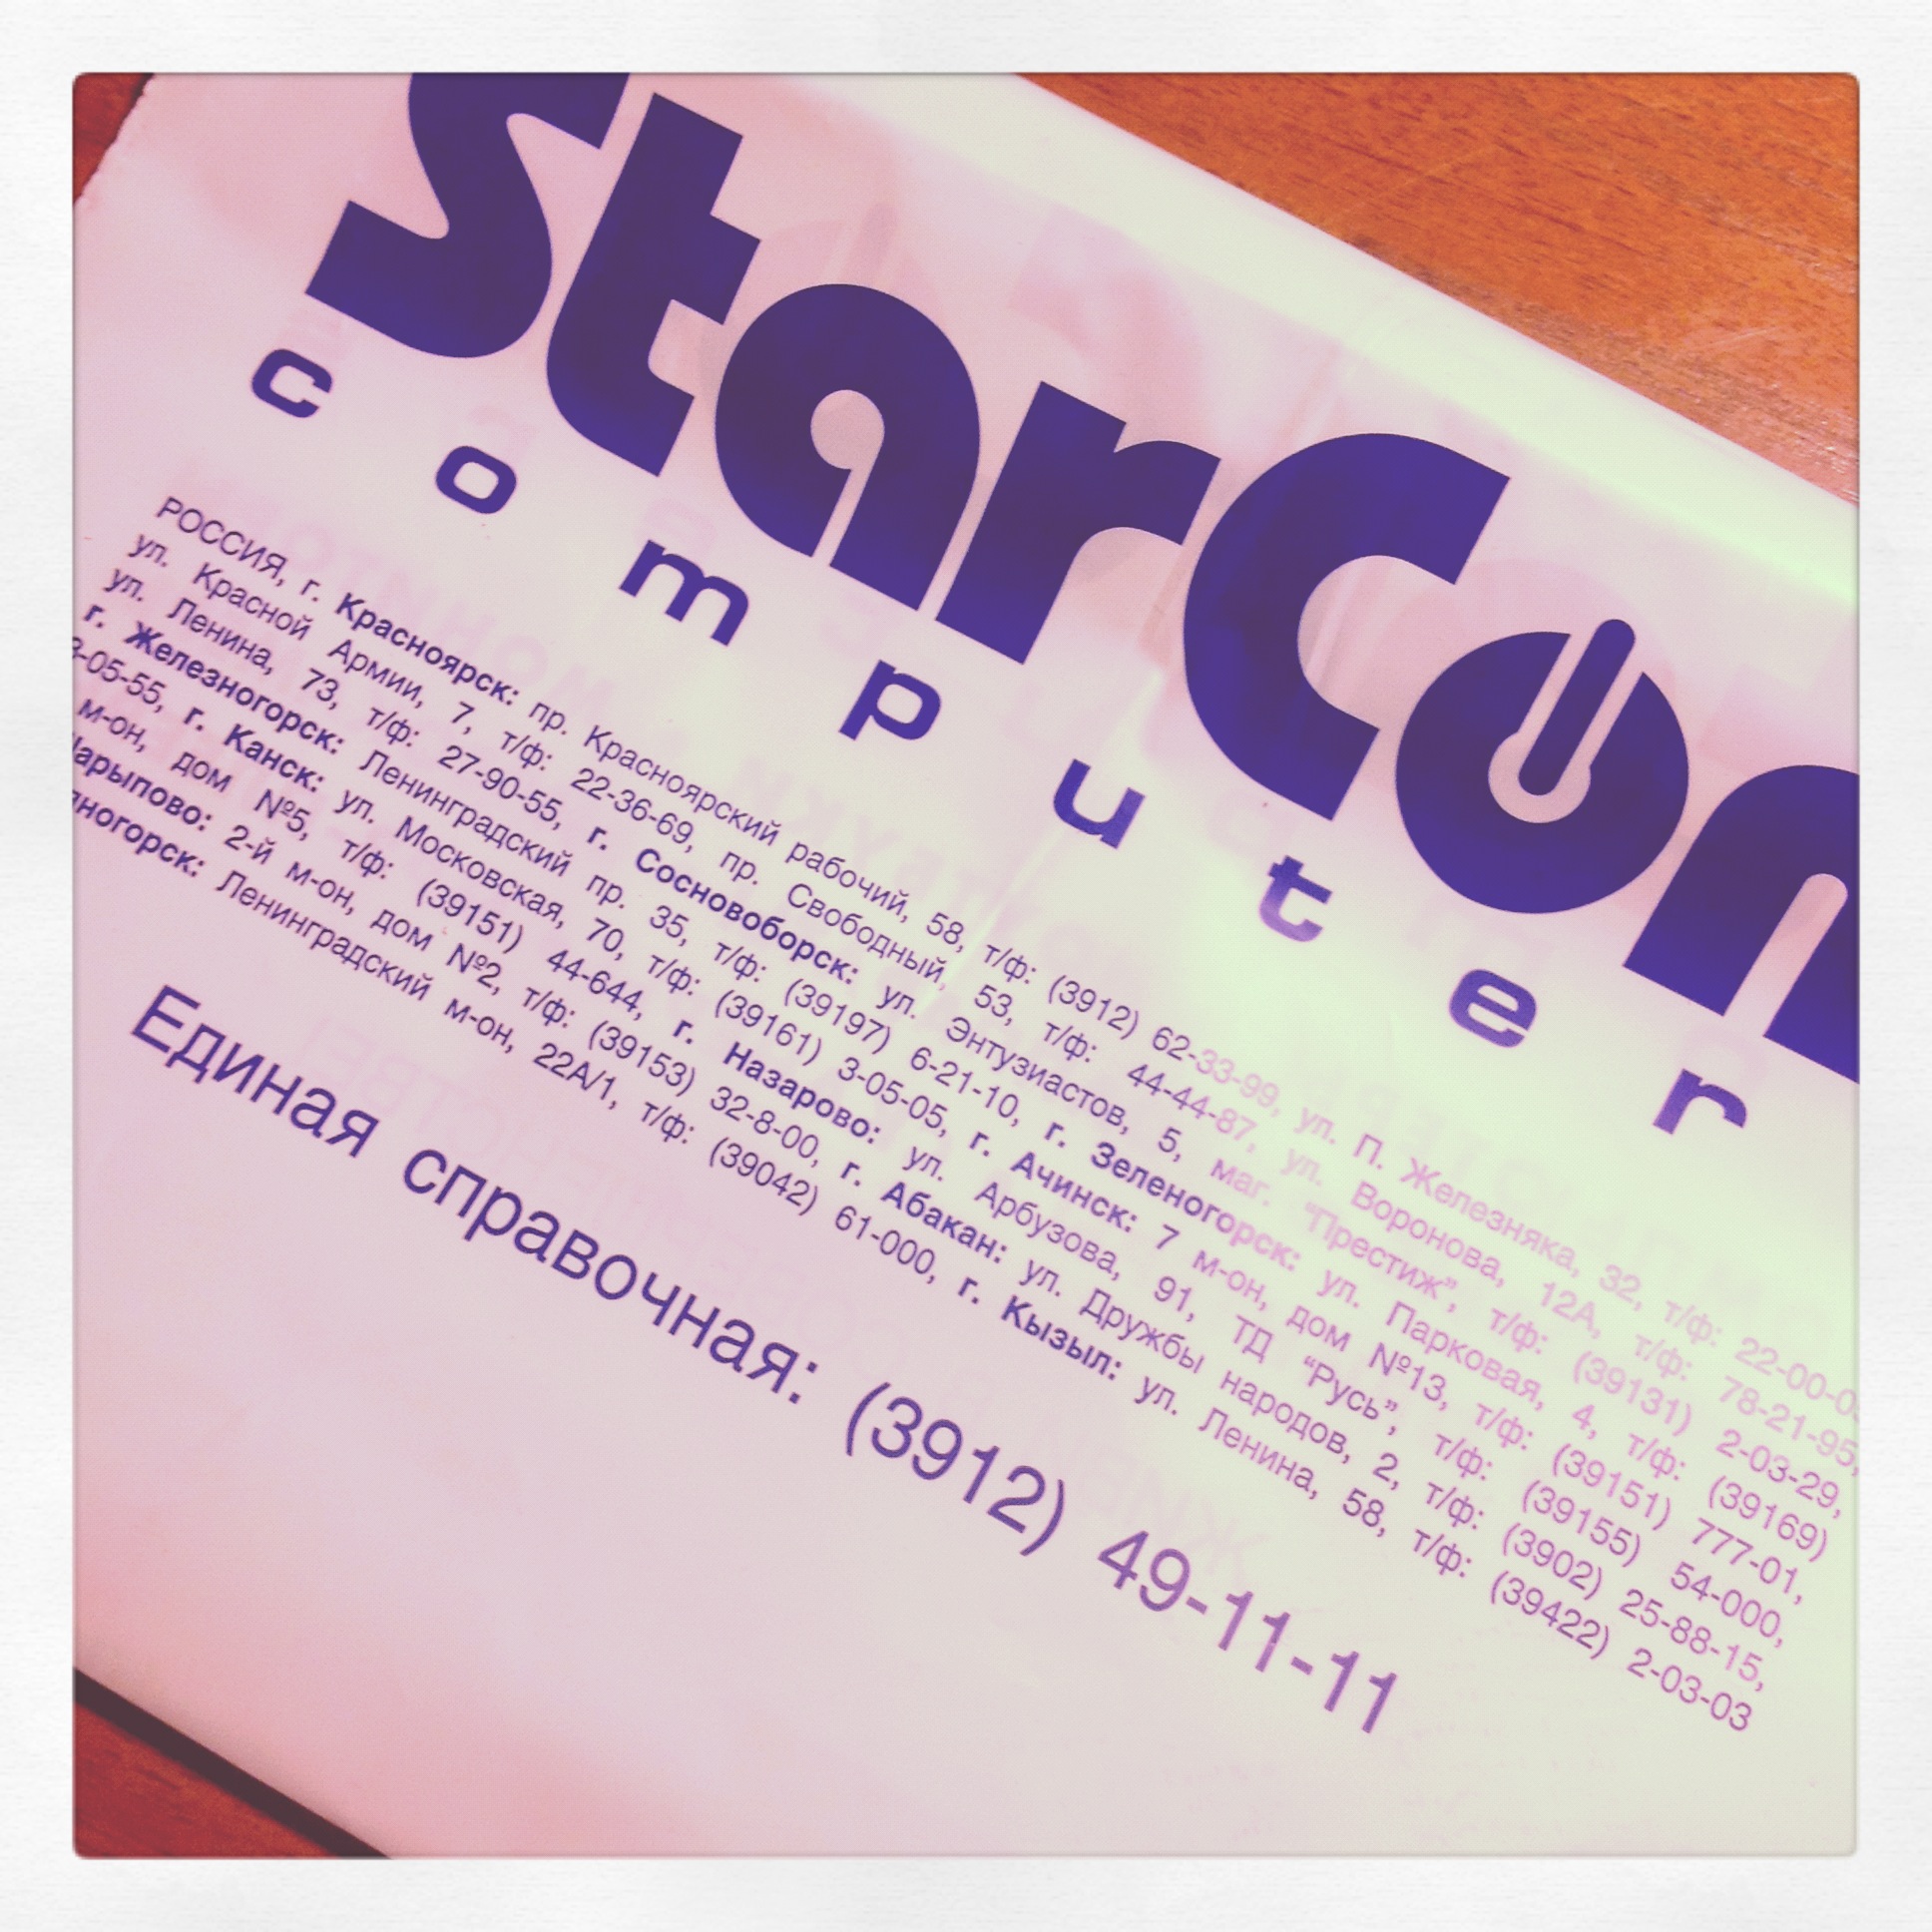 StarCom
computer
РОССИЯ, г. Красноярск: пр. Красноярский рабочий, 58, т/ф: (3912) 62-33-99, ул. П. Железняка, 32, т/ф: 22-00-0
ул. Красной Армии, 7, т/ф: 22-36-69, пр. Свободный, 53, т/ф: 44-44-87, ул. Воронова, 12А, т/ф: 78-21-95,
ул. Ленина, 73, т/ф: 27-90-55, г. Сосновоборск: ул. Энтузиастов, 5, маг. "Престиж", т/ф: (39131) 2-03-29,
г. Железногорск: Ленинградский пр. 35, т/ф: (39197) 6-21-10, г. Зеленогорск: ул. Парковая, 4, т/ф: (39169)
3-05-55, г. Канск: ул. Московская, 70, т/ф: (39161) 3-05-05, г. Ачинск: 7 м-он, дом №13, т/ф: (39151) 777-01,
м-он, дом №5, т/ф: (39151) 44-644, г. Назарово: ул. Арбузова, 91, ТД "Русь", т/ф: (39155) 54-000,
арыпово: 2-й м-он, дом №2, т/ф: (39153) 32-8-00, г. Абакан: ул. Дружбы народов, 2, т/ф: (3902) 25-88-15,
ногорск: Ленинградский м-он, 22А/1, т/ф: (39042) 61-000, г. Кызыл: ул. Ленина, 58, т/ф: (39422) 2-03-03
Единая справочная: (3912) 49-11-11